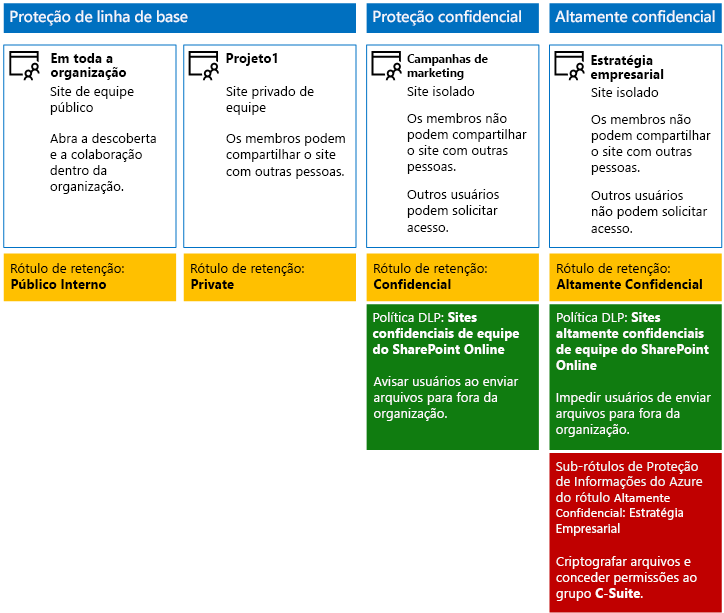 Proteção de linha de base
Proteção confidencial
Altamente confidencial
Em toda a
organização
Site de equipe
público
Abra a descoberta
e a colaboração
dentro da
organização.
Projeto1
Site privado de
equipe
Os membros podem
compartilhar o site
com outras pessoas.
Campanhas de
marketing
Site isolado
Os membros não
podem compartilhar
o site com outras
pessoas.
Outros usuários
podem solicitar
acesso.
Estratégia
empresarial
Site isolado
Os membros não
podem compartilhar
o site com outras
pessoas.
Outros usuários
não podem solicitar
acesso.
Rótulo de retenção:
Público Interno
Rótulo de retenção:
Private
Rótulo de retenção:
Confidencial
Rótulo de retenção:
Altamente Confidencial
Política DLP: Sites
confidenciais de equipe
do SharePoint Online
Avisar usuários ao enviar
arquivos para fora da
organização.
Política DLP: Sites
altamente confidenciais
de equipe do SharePoint
Online
Impedir usuários de enviar
arquivos para fora da
organização.
Sub-rótulos de Proteção
de Informações do Azure
do rótulo Altamente
Confidencial: Estratégia
Empresarial
Criptografar arquivos e
conceder permissões ao
grupo C-Suite.